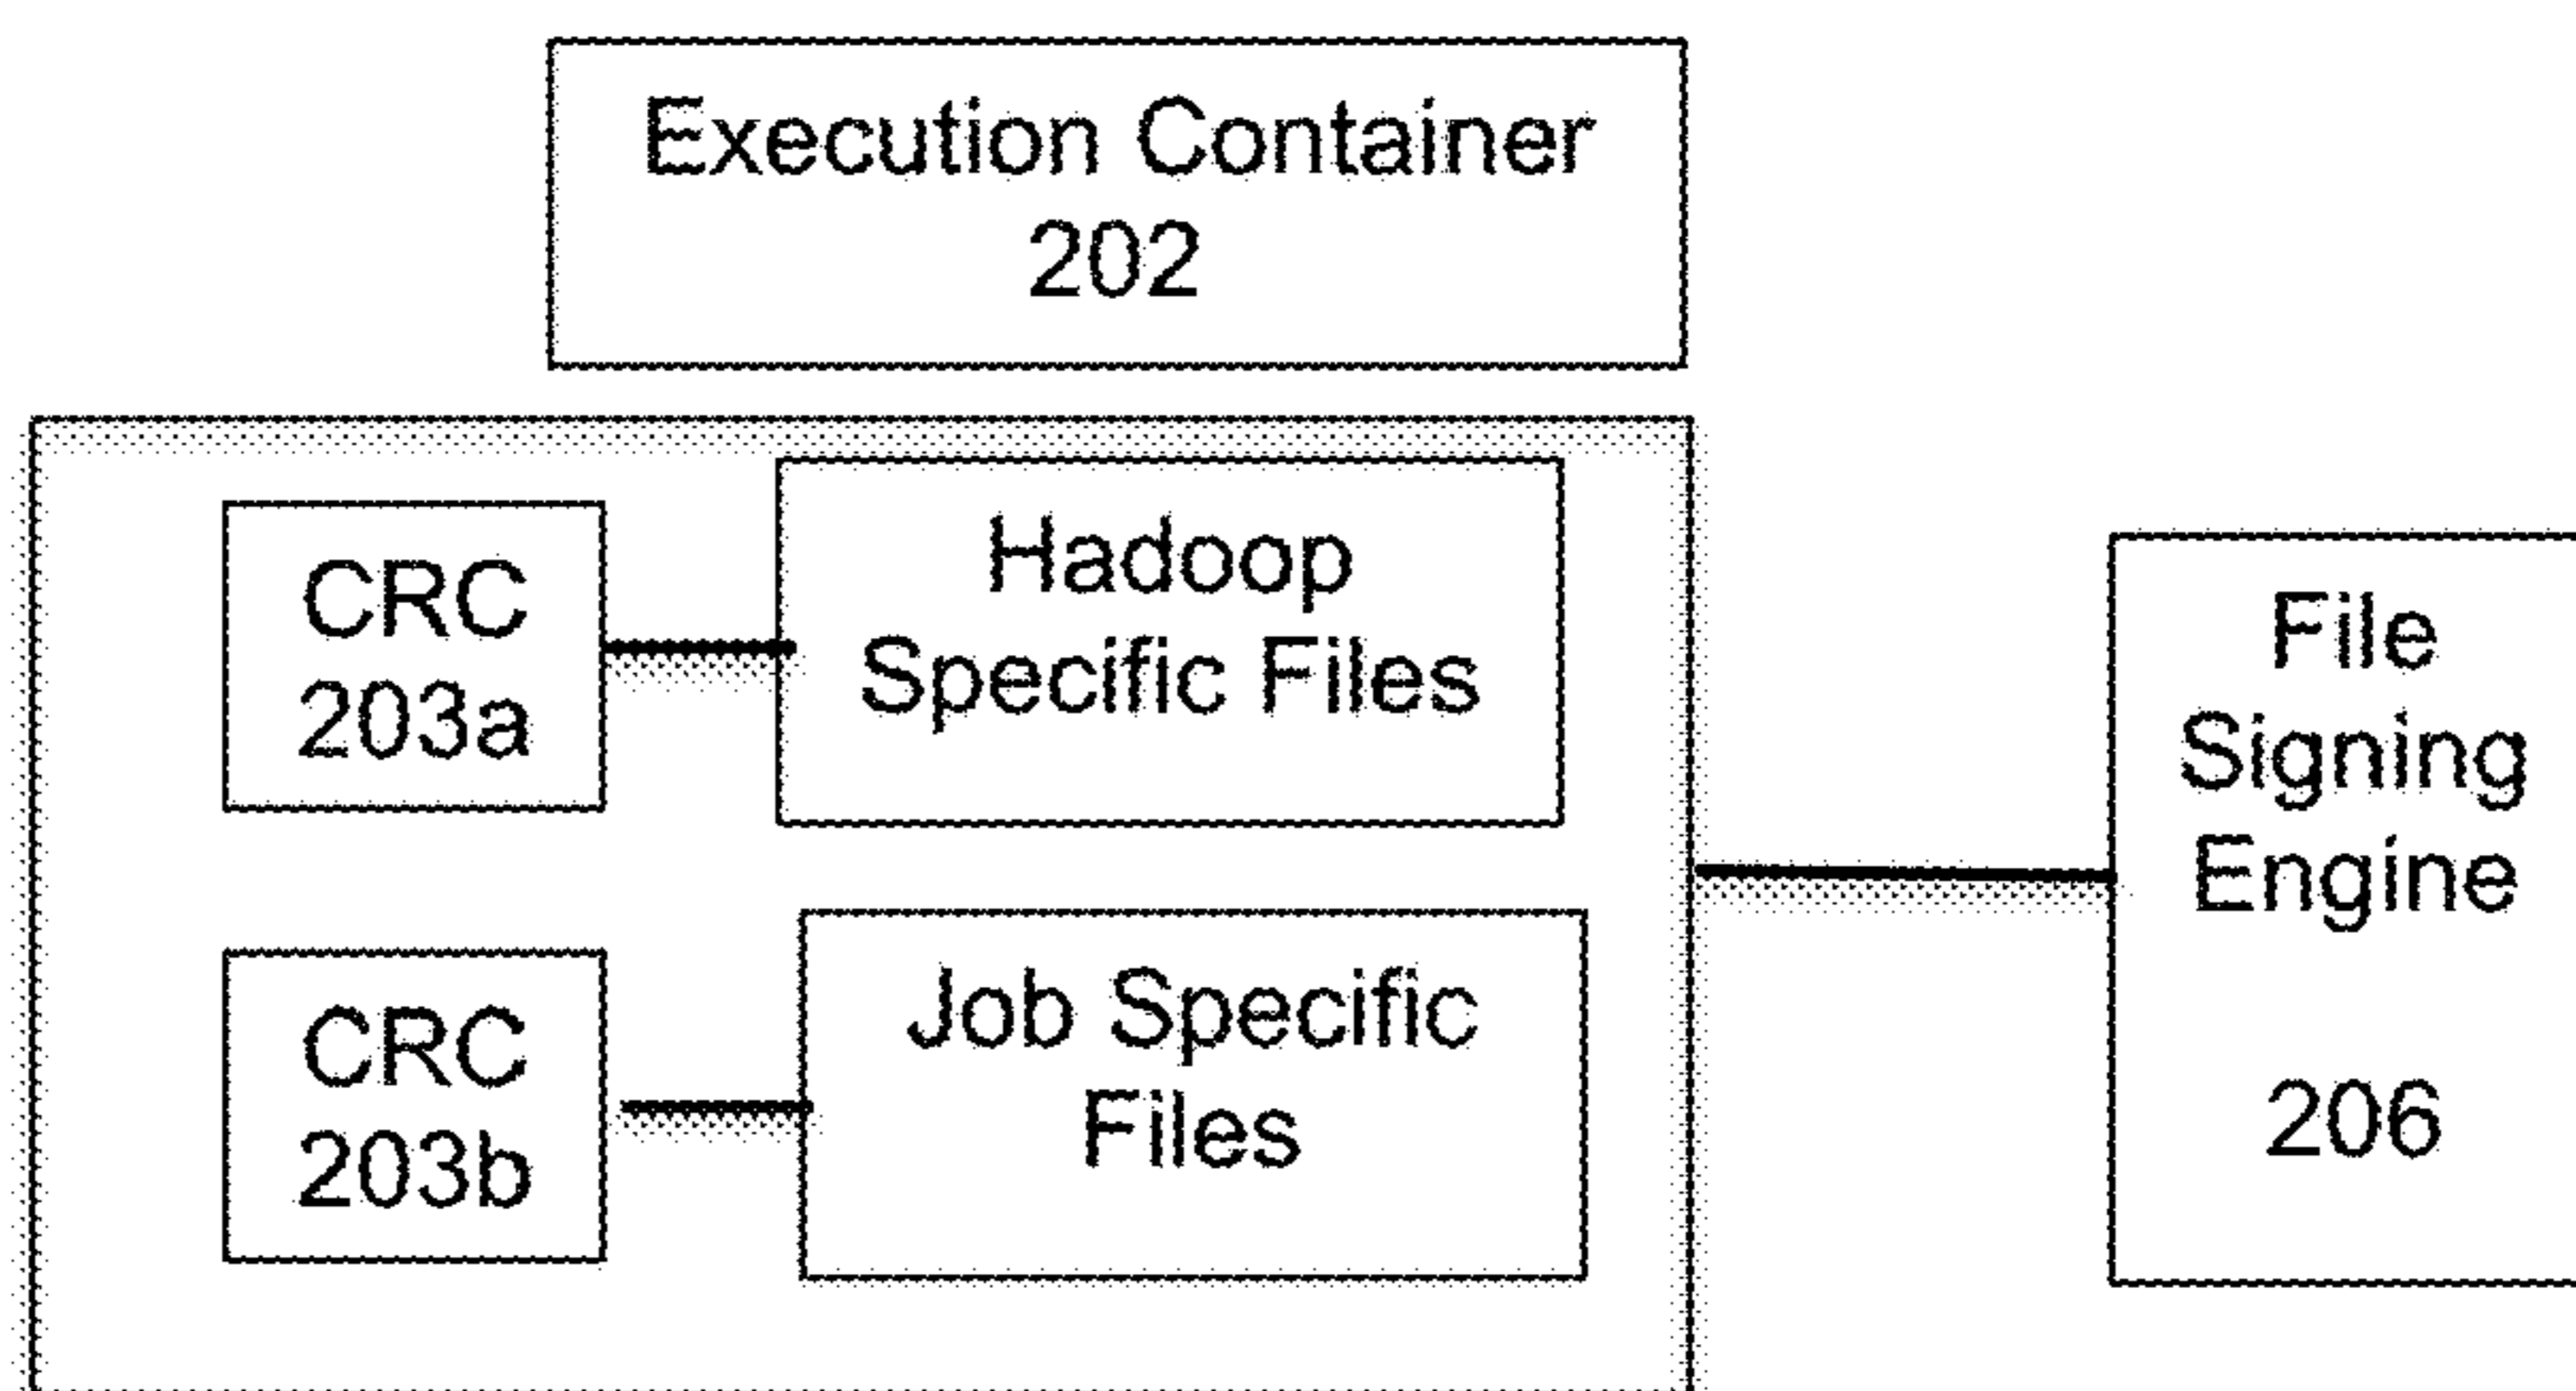 Execution Container
202
CRC
203a
Hadoop
Specific Files
CRC
203b
Job Specific
Files
File
Signing
Engine
206